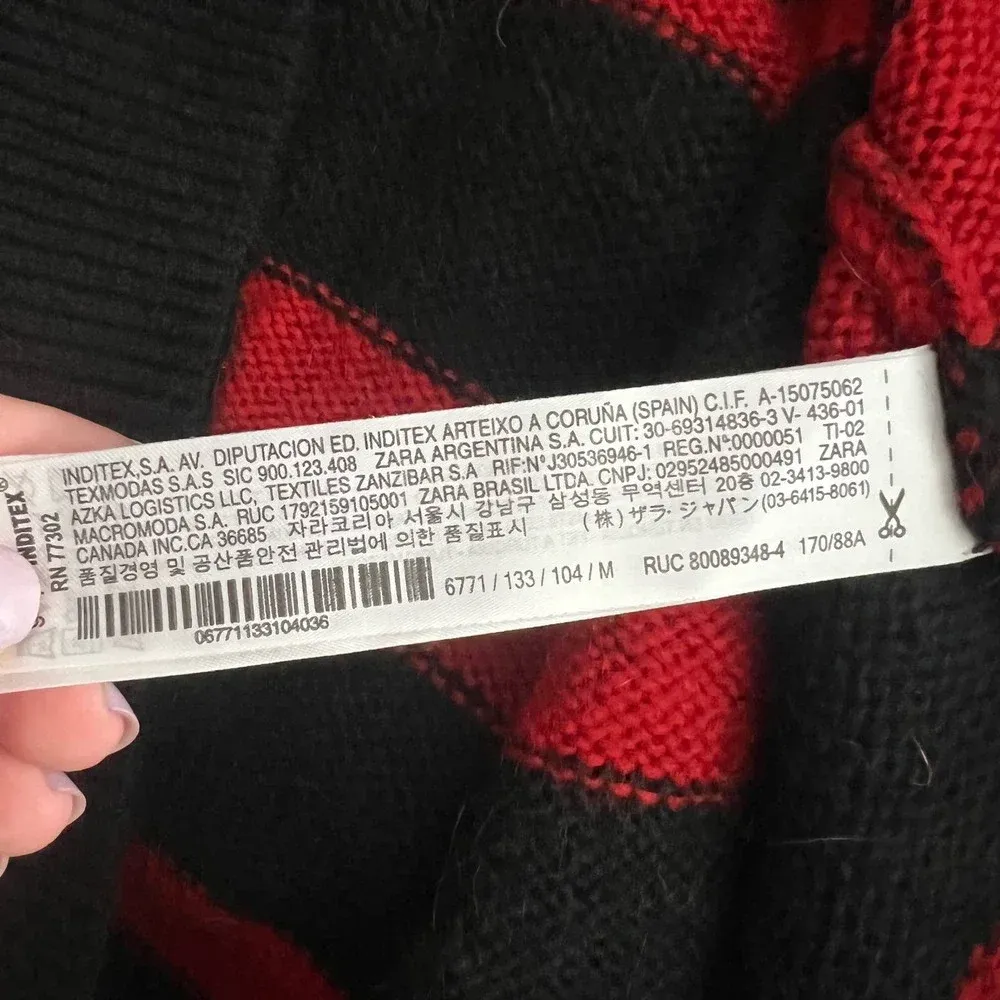 INDITEX,S.A. AV. DIPUTACION ED. INDITEX ARTEIXO A CORUÑA (SPAIN) C.I.F. A-15075062
TEXMODAS S.A.S SIC 900.123.408 ZARA ARGENTINA S.A. CUIT: 30-69314836-3 V- 436-01
AZKA LOGISTICS LLC, TEXTILES ZANZIBAR S.A RIF:NºJ30536946-1 REG.Nº:0000051 TI-02
MACROMODA S.A. RUC 1792159105001 ZARA BRASIL LTDA. CNPJ: 02952485000491 ZARA
CANADA INC.CA 36685 자라코리아 서울시 강남구 삼성동 무역센터 20층 02-3413-9800
품질경영 및 공산품안전 관리법에 의한 품질표시 (株) ザラ・ジャパン (03-6415-8061)
6771 / 133 / 104 / M RUC 80089348-4 170/88A
06771133104036
INDITEX®
RN 77302